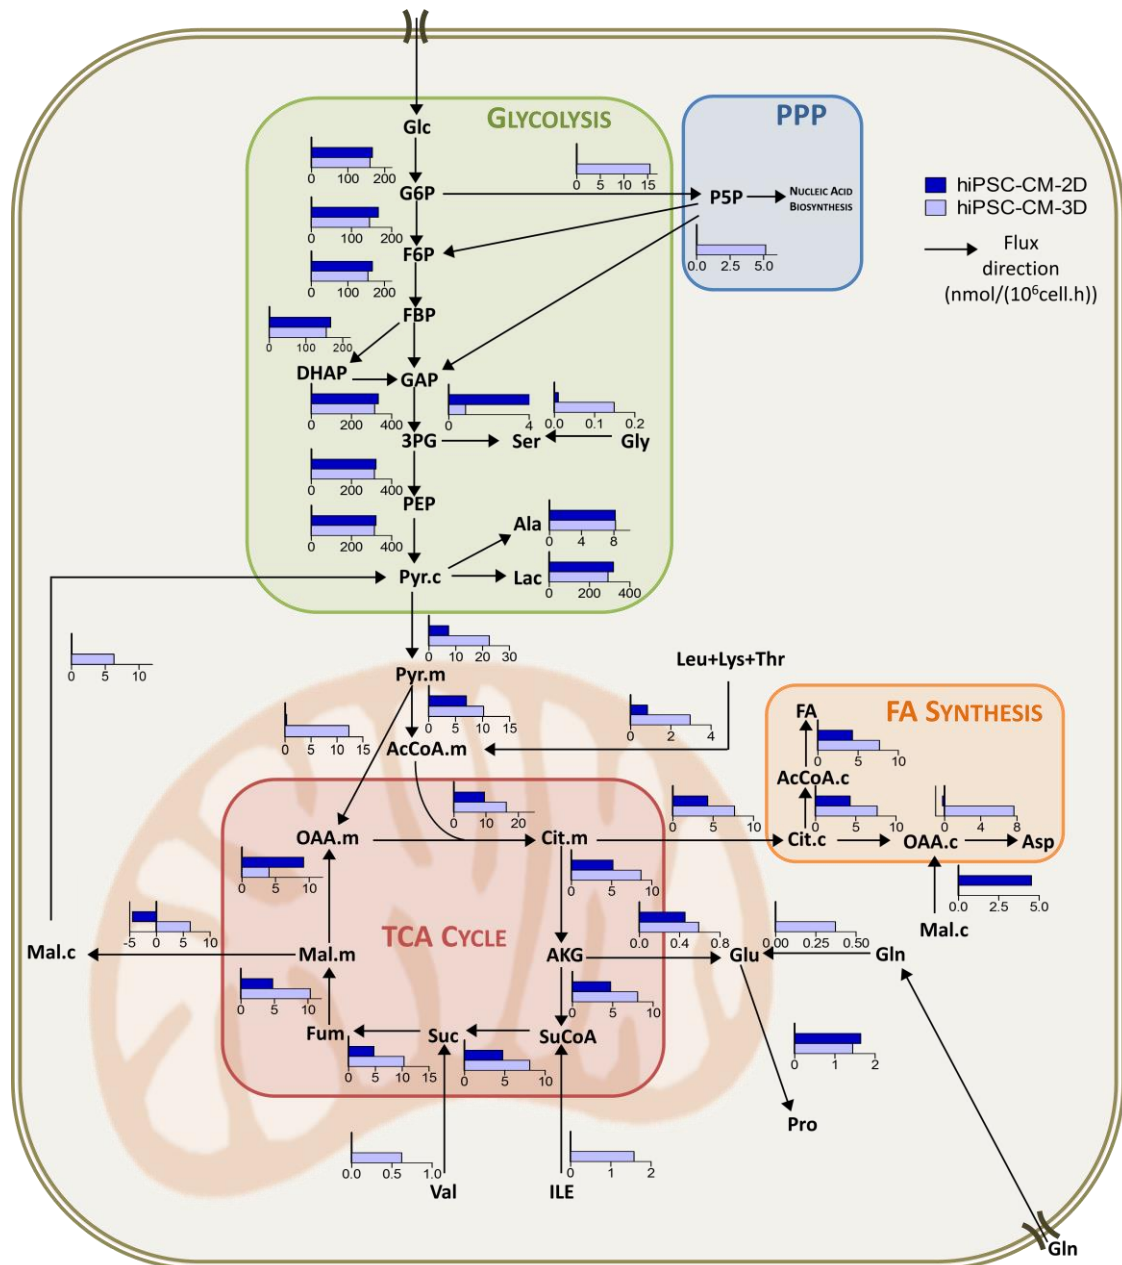 GLYCOLYSIS
PPP
Glc
0 100 200
G6P
0 5 10 15
P5P
NUCLEIC ACID
BIOSYNTHESIS
hiPSC-CM-2D
hiPSC-CM-3D
Flux
direction
(nmol/(10⁶cell.h))
0 100 200
F6P
0.0 2.5 5.0
0 100 200
FBP
0 100 200
DHAP
GAP
0 200 400
0 4
0.0 0.1 0.2
3PG
Ser
Gly
0 200 400
PEP
Ala
0 4 8
0 200 400
Pyr.c
Lac
0 200 400
0 5 10
0 10 20 30
Pyr.m
Leu+Lys+Thr
0 5 10 15
0 5 10 15
0 2 4
AcCoA.m
FA SYNTHESIS
FA
0 5 10
AcCoA.c
0 10 20
0 5 10
0 5 10
0 4 8
OAA.m
Cit.m
Cit.c
OAA.c
Asp
0 5 10
0 5 10
0.0 2.5 5.0
TCA CYCLE
-5 0 5 10
0.0 0.4 0.8
0.00 0.25 0.50
Mal.c
Mal.c
Mal.m
AKG
Glu
Gln
0 5 10
0 5 10
Fum
Suc
SuCoA
0 5 10 15
0 5 10
0 1 2
Pro
0.0 0.5 1.0
0 1 2
Val
ILE
Gln